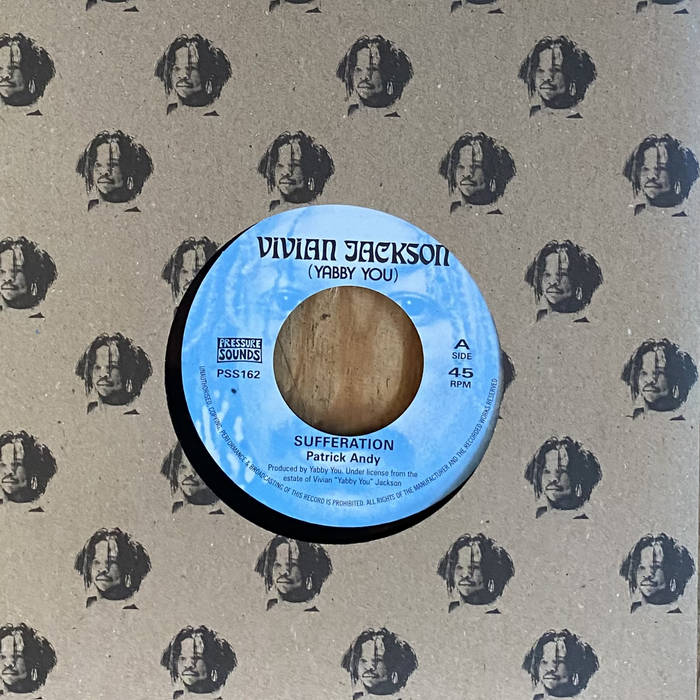 VIVIAN JACKSON
(YABBY YOU)
PRESSURE
SOUNDS
PSS162
A
SIDE
45
RPM
SUFFERATION
Patrick Andy
Produced by Yabby You. Under license from the
estate of Vivian "Yabby You" Jackson
UNAUTHORISED COPYING, PERFORMANCE & BROADCASTING OF THIS RECORD IS PROHIBITED. ALL RIGHTS OF THE MANUFACTURER AND THE RECORDED WORKS RESERVED